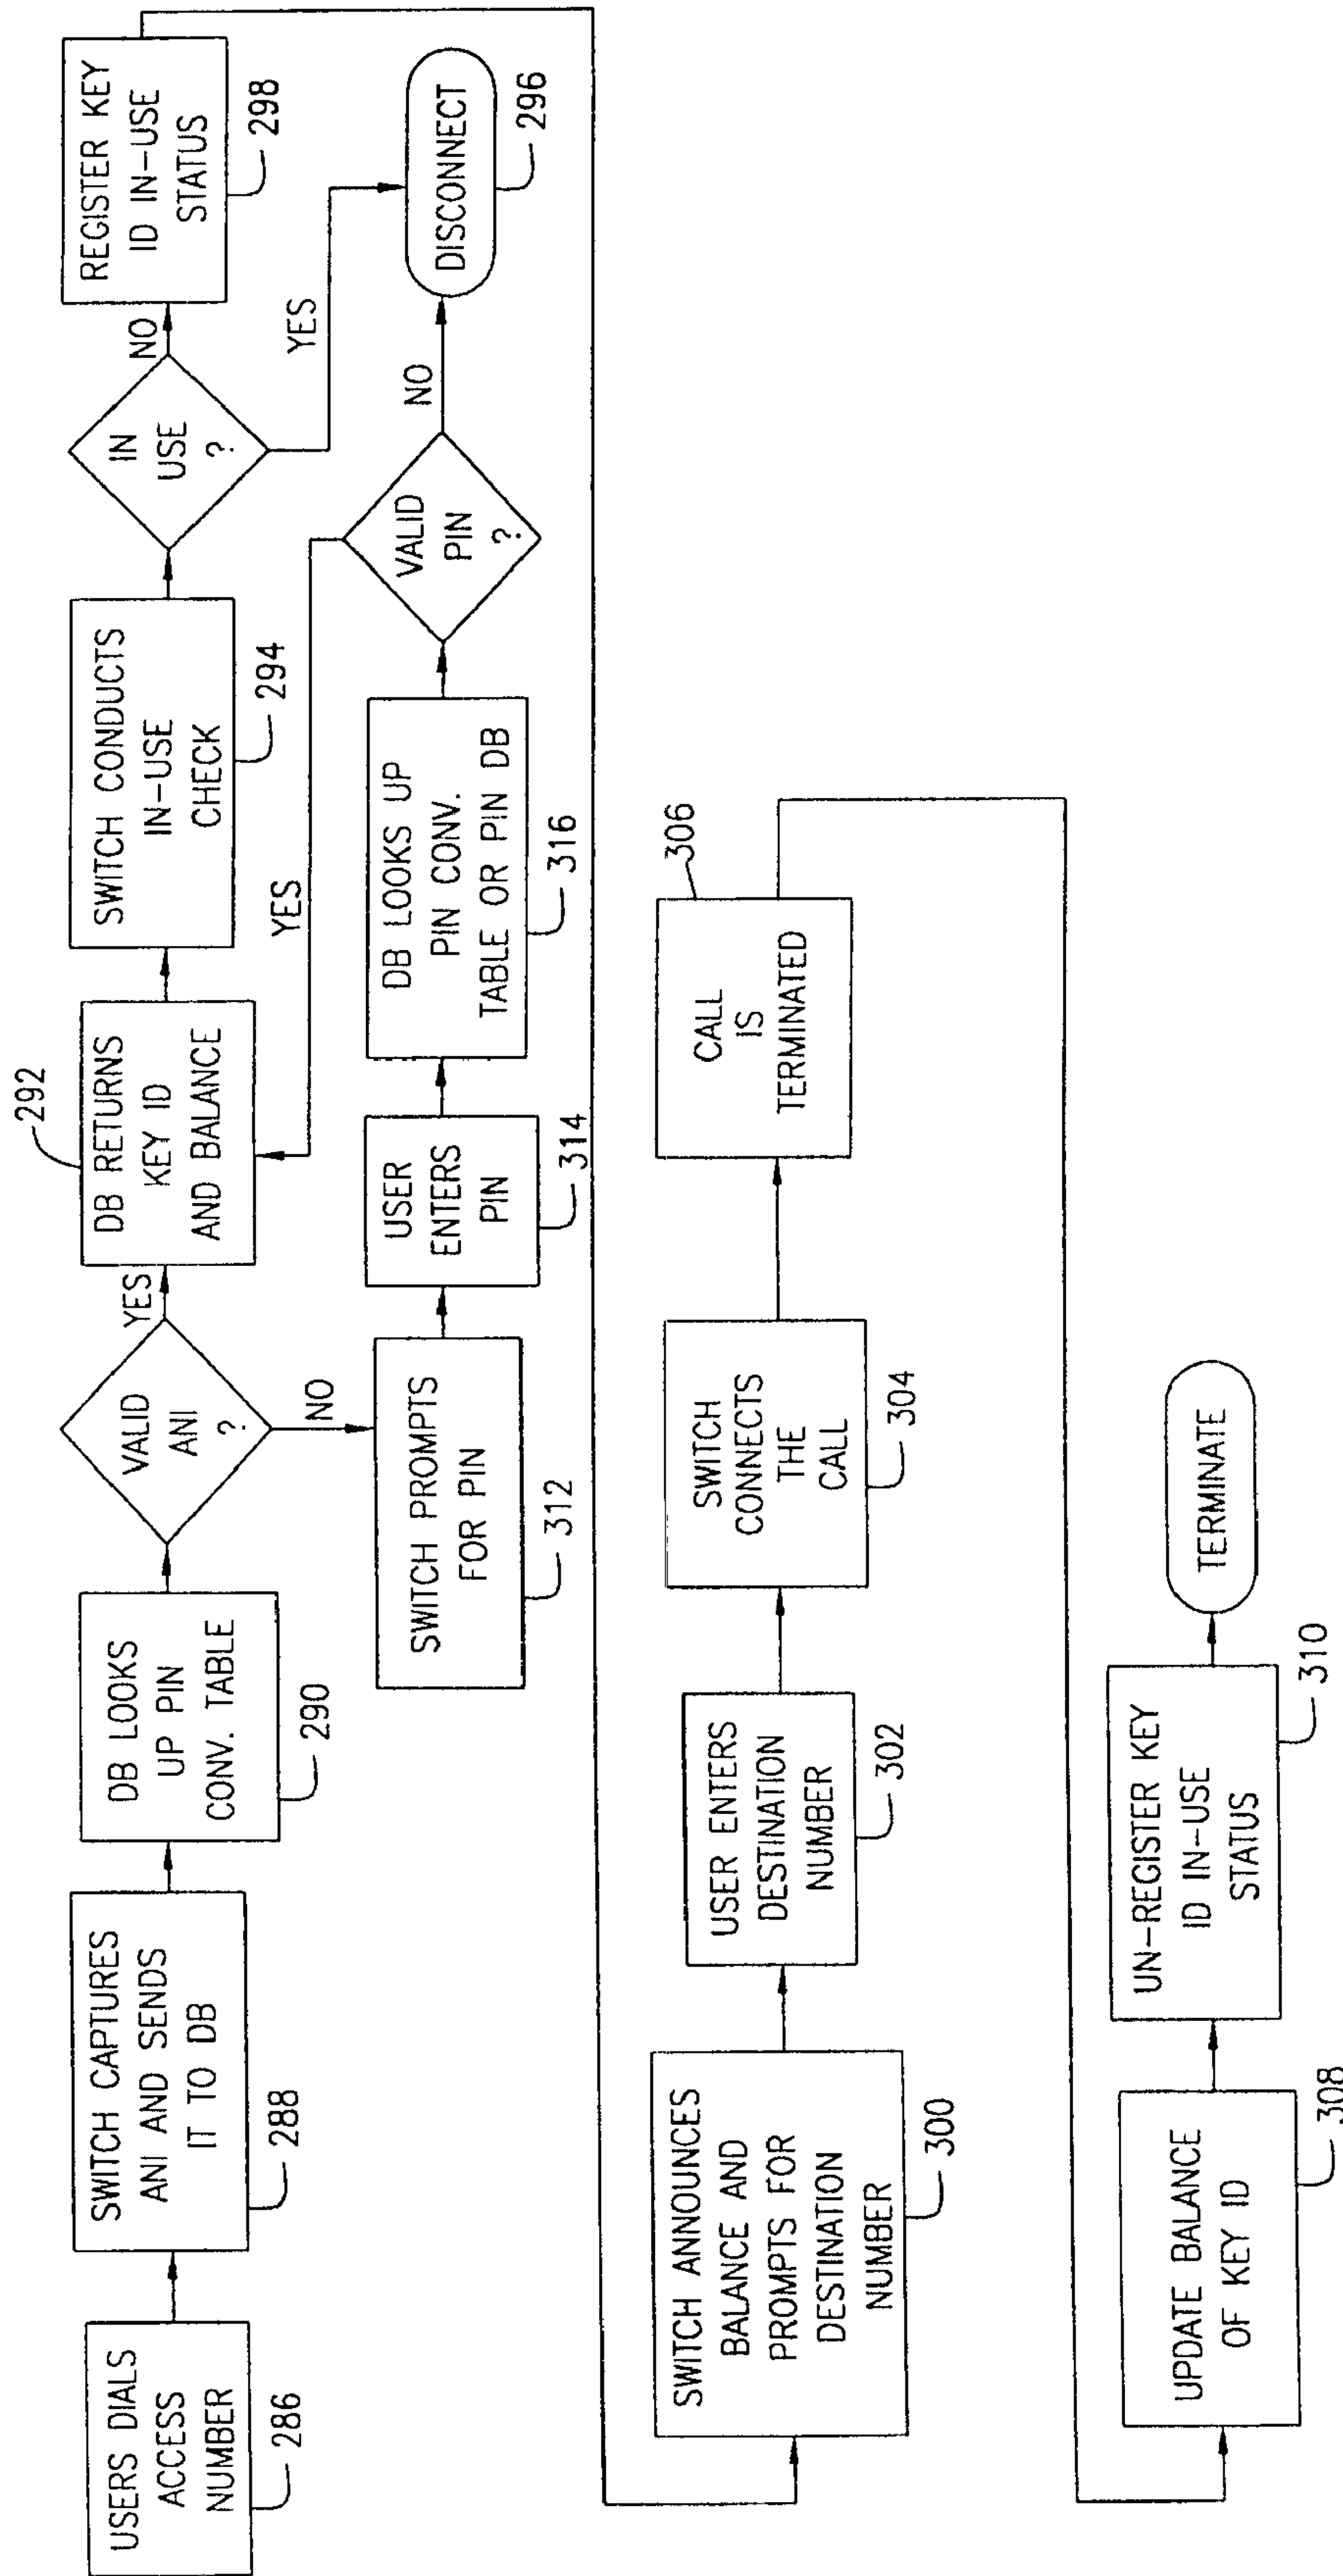 USERS DIALS
ACCESS
NUMBER
286
SWITCH CAPTURES
ANI AND SENDS
IT TO DB
288
DB LOOKS
UP PIN
CONV. TABLE
290
VALID
ANI
?
YES
NO
292
DB RETURNS
KEY ID
AND BALANCE
SWITCH CONDUCTS
IN-USE
CHECK
294
IN
USE
?
NO
YES
REGISTER KEY
ID IN-USE
STATUS
298
SWITCH PROMPTS
FOR PIN
312
USER
ENTERS
PIN
314
DB LOOKS UP
PIN CONV.
TABLE OR PIN DB
316
VALID
PIN
?
YES
NO
DISCONNECT
296
SWITCH ANNOUNCES
BALANCE AND
PROMPTS FOR
DESTINATION
NUMBER
300
USER ENTERS
DESTINATION
NUMBER
302
SWITCH
CONNECTS
THE
CALL
304
CALL
IS
TERMINATED
306
UPDATE BALANCE
OF KEY ID
308
UN-REGISTER KEY
ID IN-USE
STATUS
310
TERMINATE